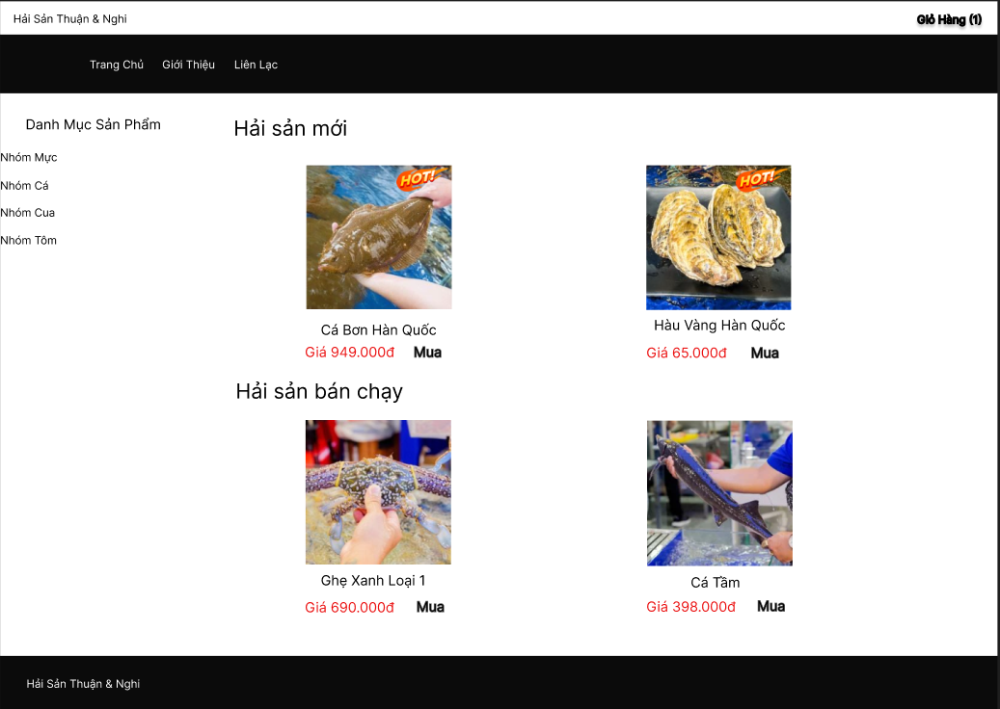 Hải Sản Thuận & Nghi
Giỏ Hàng (1)
Trang Chủ Giới Thiệu Liên Lạc
Danh Mục Sản Phẩm
Nhóm Mực
Nhóm Cá
Nhóm Cua
Nhóm Tôm
Hải sản mới
HOT!
Cá Bơn Hàn Quốc
Giá 949.000đ Mua
HOT!
Hàu Vàng Hàn Quốc
Giá 65.000đ Mua
Hải sản bán chạy
Ghẹ Xanh Loại 1
Giá 690.000đ Mua
Cá Tầm
Giá 398.000đ Mua
Hải Sản Thuận & Nghi